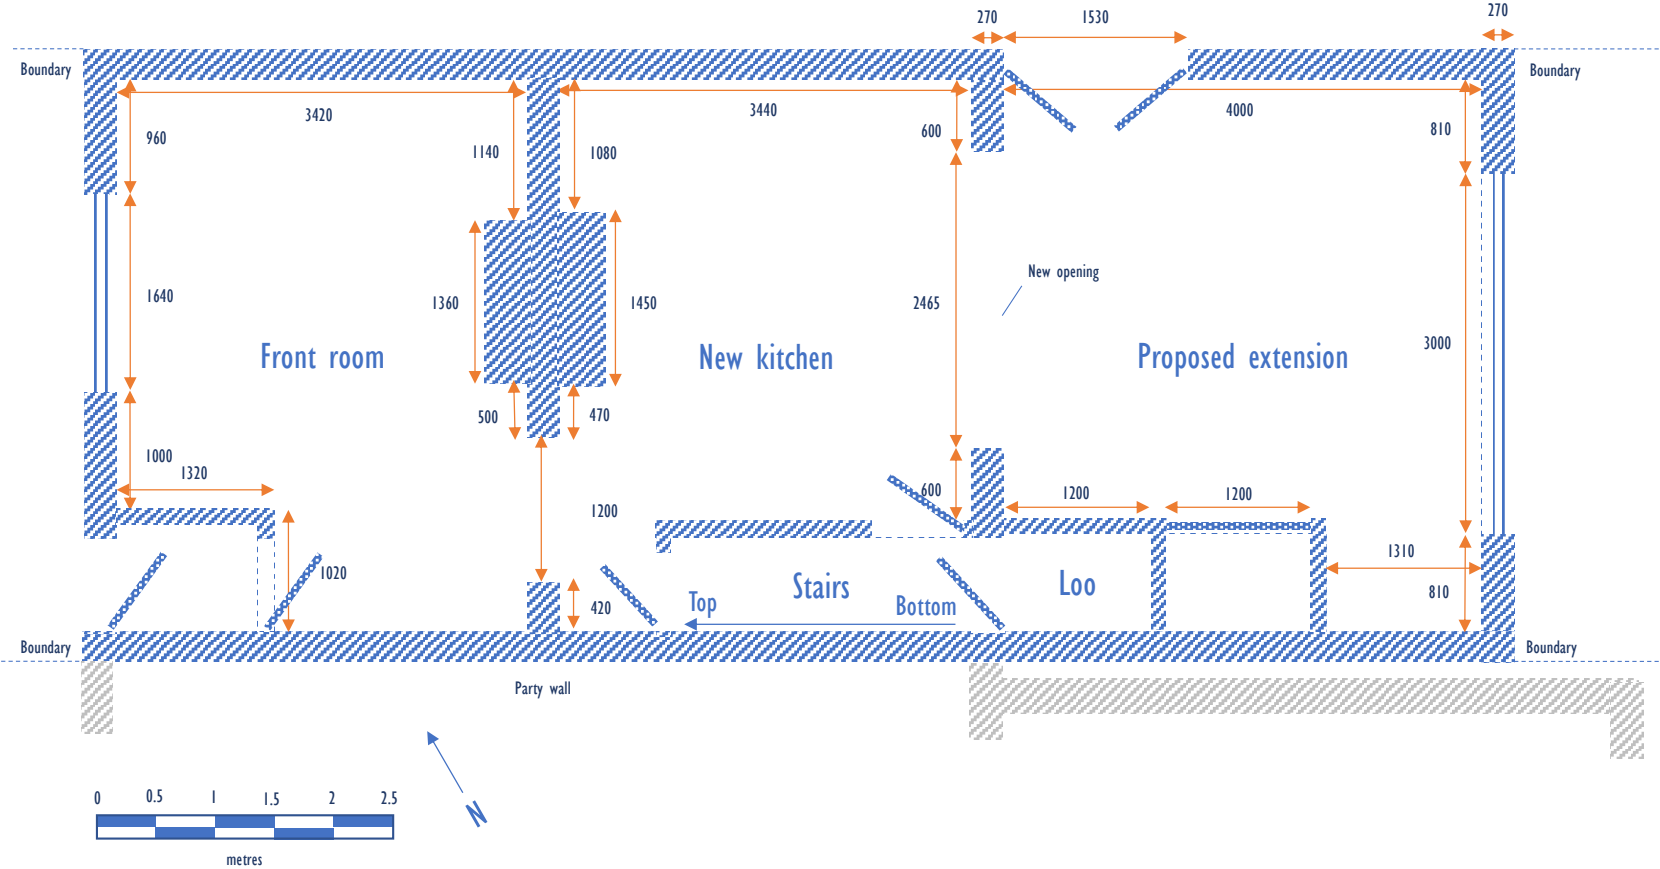 270
1530
270
Boundary
Boundary
3420
3440
4000
960
1140
1080
600
810
New opening
1640
1360
1450
2465
3000
Front room
New kitchen
Proposed extension
500
470
1000
1320
600
1200
1200
1200
1310
1020
Stairs
Loo
Top
Bottom
420
810
Boundary
Boundary
Party wall
N
0 0.5 1 1.5 2 2.5
metres